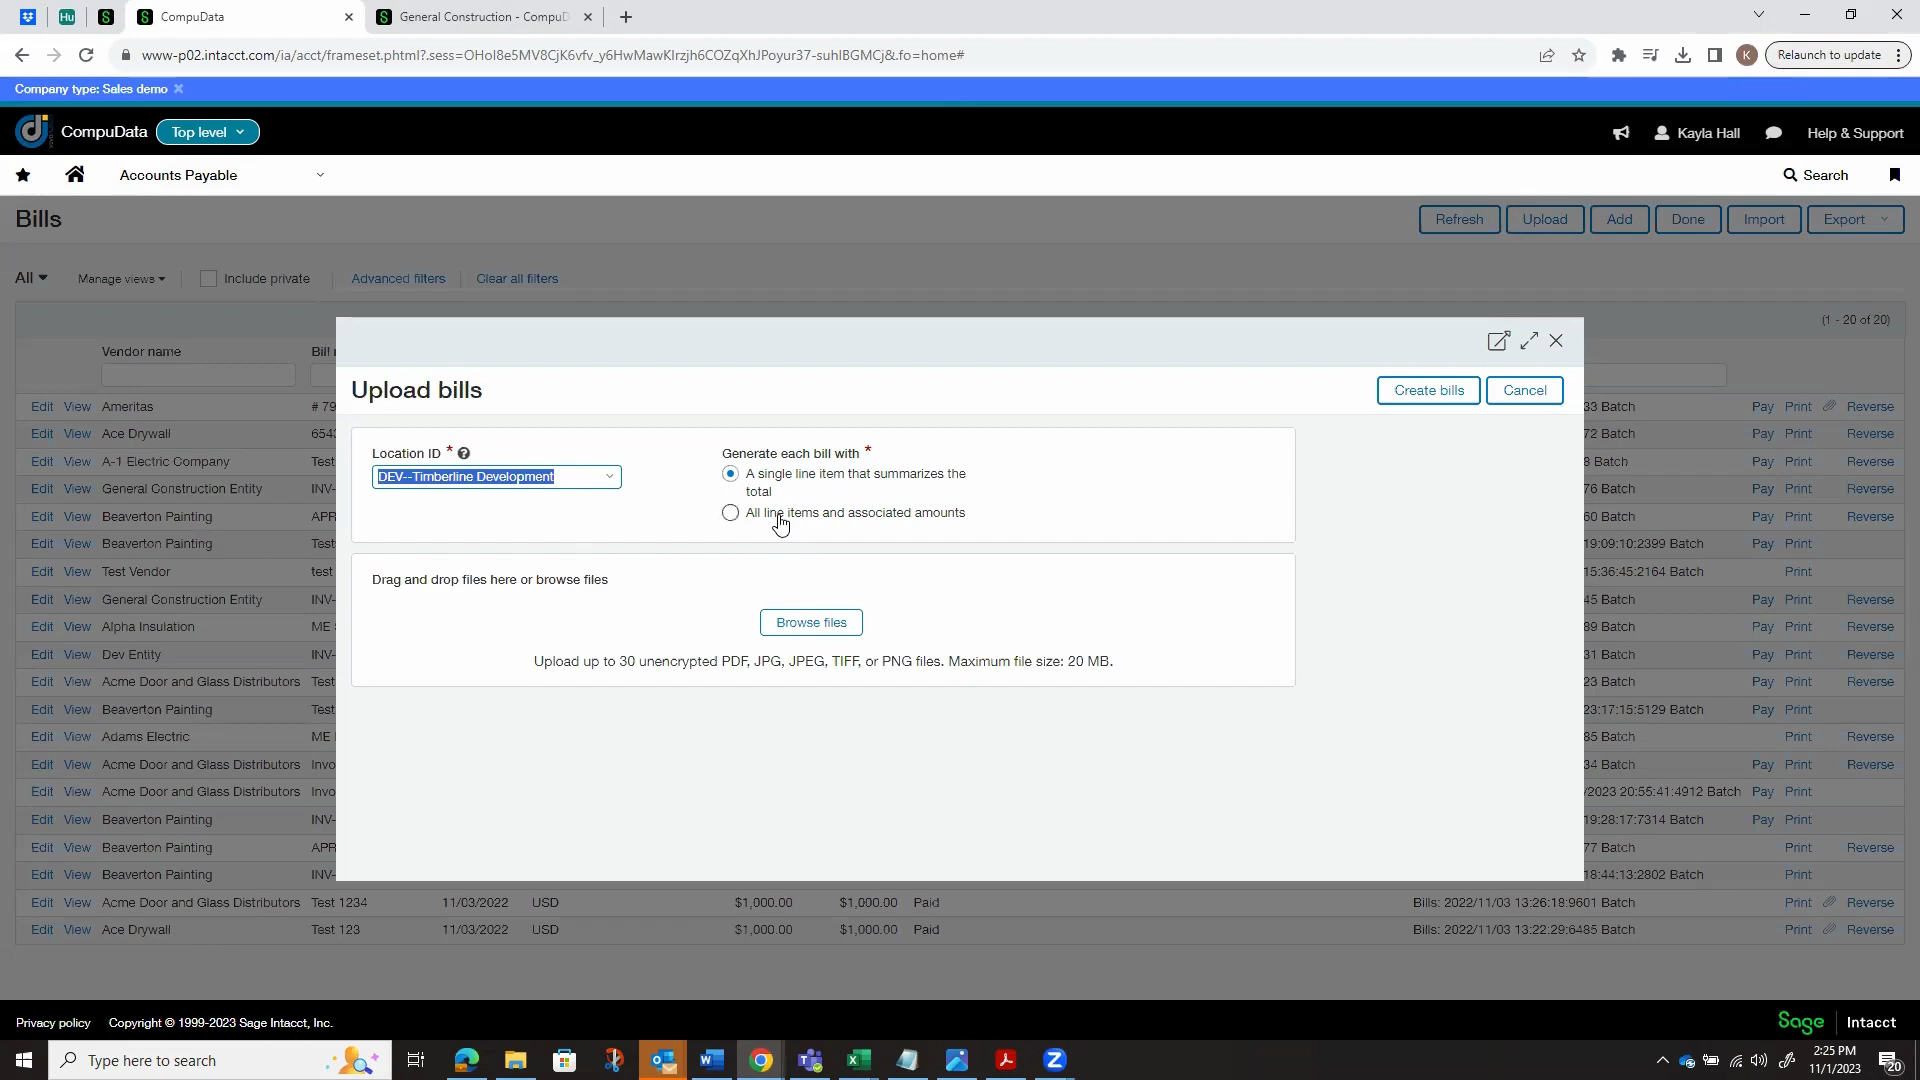 Hu
CompuData
General Construction - CompuD
www-p02.intacct.com/ia/acct/frameset.phtml?.sess=OHoI8e5MV8CjK6vfv_y6HwMawKIrzjh6COZqXhJPoyur37-suhIBGMCj&.fo=home#
K
Relaunch to update
Company type: Sales demo
CompuData
Top level
Kayla Hall
Help & Support
Accounts Payable
Search
Bills
Refresh
Upload
Add
Done
Import
Export
All
Manage views
Include private
Advanced filters
Clear all filters
(1 - 20 of 20)
Vendor name
Upload bills
Create bills
Cancel
Location ID *
DEV--Timberline Development
Generate each bill with *
A single line item that summarizes the
total
All line items and associated amounts
Drag and drop files here or browse files
Browse files
Upload up to 30 unencrypted PDF, JPG, JPEG, TIFF, or PNG files. Maximum file size: 20 MB.
Edit View Ameritas # 79 33 Batch Pay Print Reverse
Edit View Ace Drywall 6543 72 Batch Pay Print Reverse
Edit View A-1 Electric Company Test 8 Batch Pay Print Reverse
Edit View General Construction Entity INV- 76 Batch Pay Print Reverse
Edit View Beaverton Painting APR 60 Batch Pay Print Reverse
Edit View Beaverton Painting Test 19:09:10:2399 Batch Pay Print
Edit View Test Vendor test 15:36:45:2164 Batch Print
Edit View General Construction Entity INV- 45 Batch Pay Print Reverse
Edit View Alpha Insulation ME 89 Batch Pay Print Reverse
Edit View Dev Entity INV- 31 Batch Pay Print Reverse
Edit View Acme Door and Glass Distributors Test 23 Batch Pay Print Reverse
Edit View Beaverton Painting Test 23:17:15:5129 Batch Pay Print
Edit View Adams Electric ME 85 Batch Print Reverse
Edit View Acme Door and Glass Distributors Invo 34 Batch Pay Print Reverse
Edit View Acme Door and Glass Distributors Invo /2023 20:55:41:4912 Batch Pay Print
Edit View Beaverton Painting INV- 19:28:17:7314 Batch Pay Print
Edit View Beaverton Painting APR 77 Batch Print Reverse
Edit View Beaverton Painting INV- 18:44:13:2802 Batch Print
Edit View Acme Door and Glass Distributors Test 1234 11/03/2022 USD $1,000.00 $1,000.00 Paid Bills: 2022/11/03 13:26:18:9601 Batch Print Reverse
Edit View Ace Drywall Test 123 11/03/2022 USD $1,000.00 $1,000.00 Paid Bills: 2022/11/03 13:22:29:6485 Batch Print Reverse
Privacy policy Copyright © 1999-2023 Sage Intacct, Inc.
Sage Intacct
Type here to search
2:25 PM
11/1/2023
20